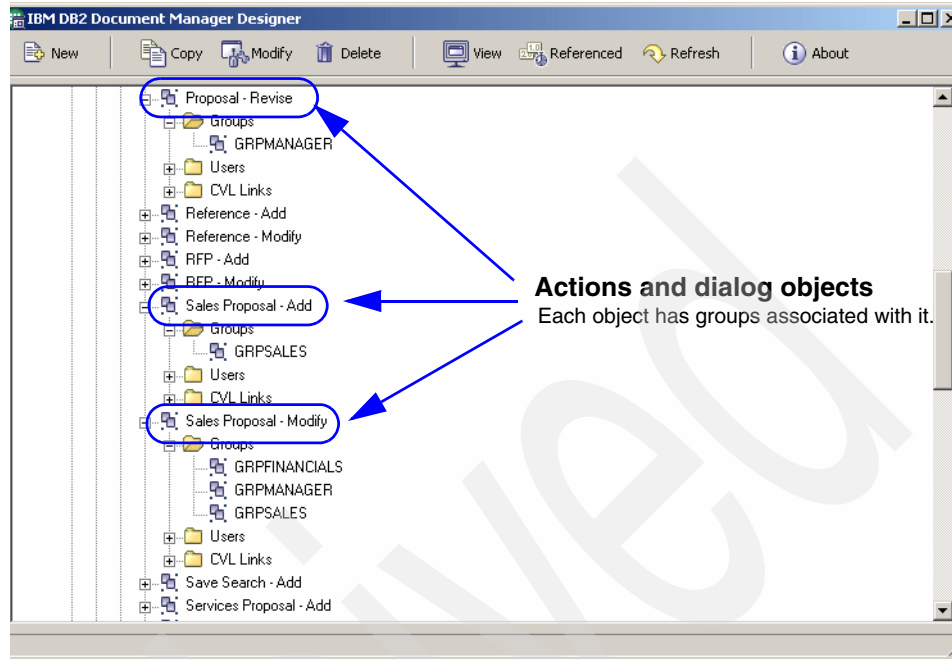 IBM DB2 Document Manager Designer
New Copy Modify Delete View Referenced Refresh About
Proposal - Revise
Groups
GRPMANAGER
Users
CVL Links
Reference - Add
Reference - Modify
RFP - Add
RFP - Modify
Sales Proposal - Add
Groups
GRPSALES
Users
CVL Links
Sales Proposal - Modify
Groups
GRPFINANCIALS
GRPMANAGER
GRPSALES
Users
CVL Links
Save Search - Add
Services Proposal - Add
Actions and dialog objects
Each object has groups associated with it.